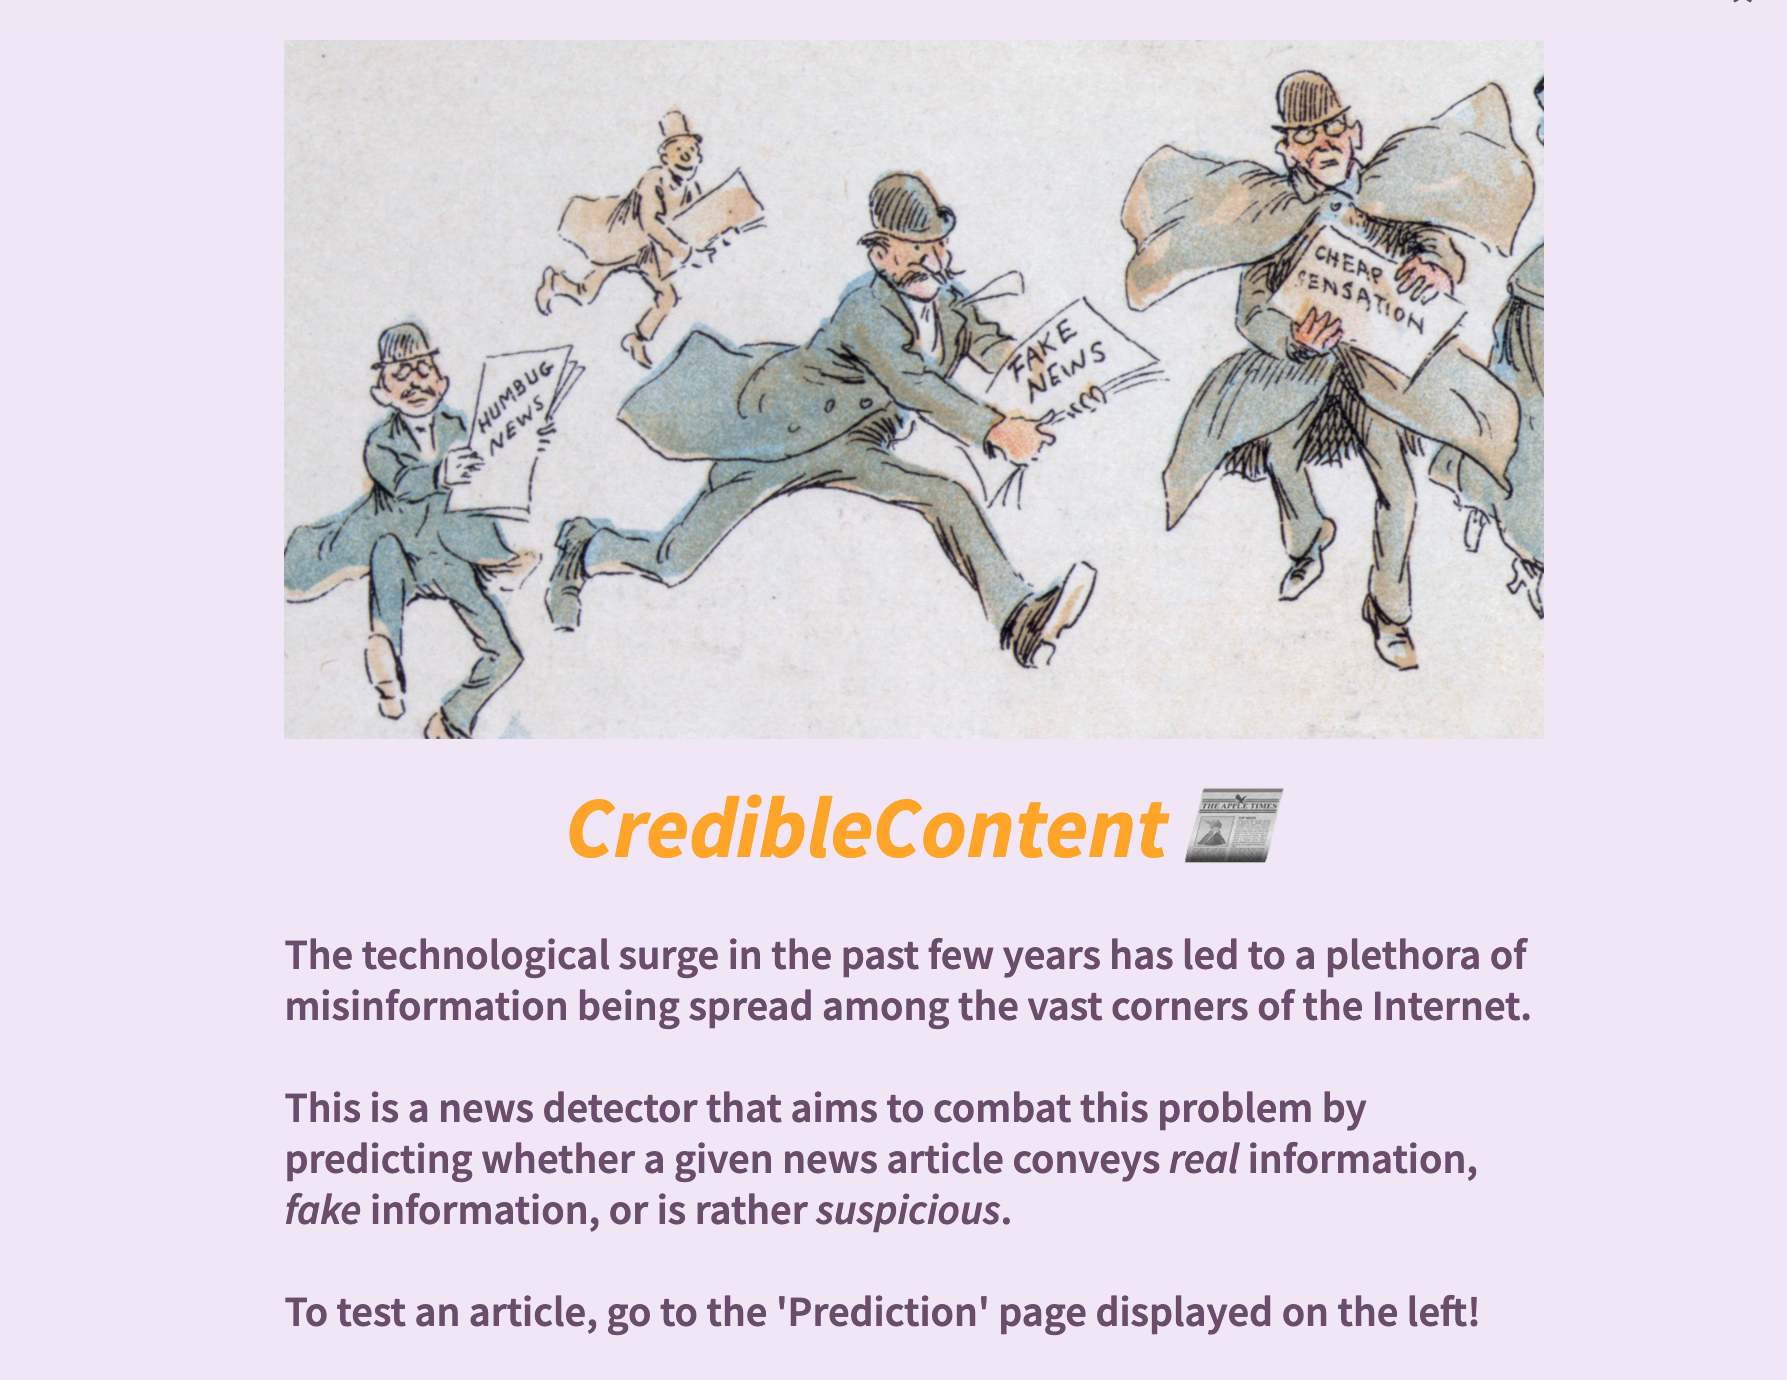 HUMBUG
NEWS
FAKE
NEWS
CHEAP
SENSATION
CredibleContent
THE APPLE TIMES
The technological surge in the past few years has led to a plethora of
misinformation being spread among the vast corners of the Internet.
This is a news detector that aims to combat this problem by
predicting whether a given news article conveys real information,
fake information, or is rather suspicious.
To test an article, go to the 'Prediction' page displayed on the left!